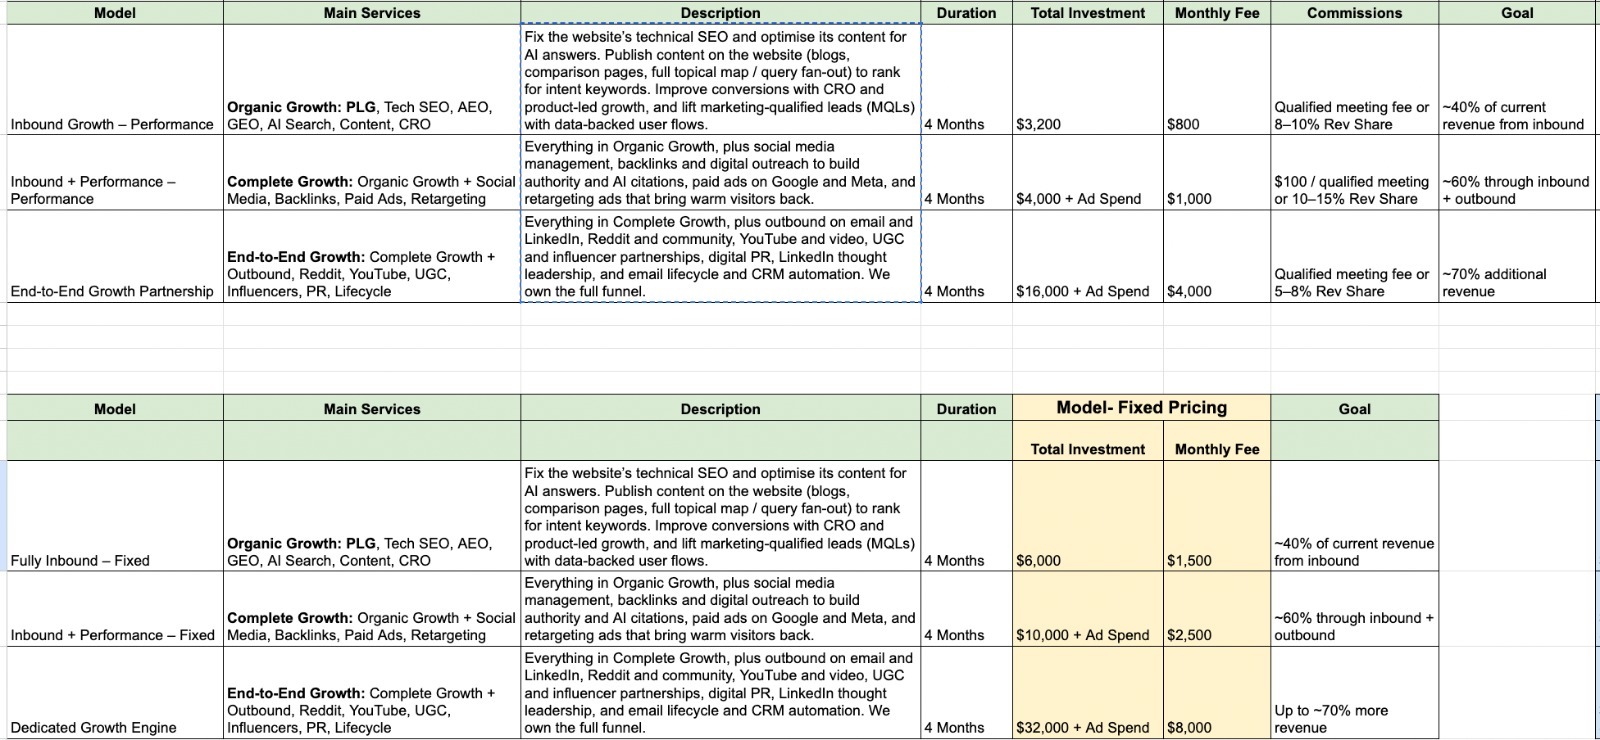 Model Main Services Description Duration Total Investment Monthly Fee Commissions Goal
Fix the website's technical SEO and optimise its content for
AI answers. Publish content on the website (blogs,
comparison pages, full topical map / query fan-out) to rank
for intent keywords. Improve conversions with CRO and
Organic Growth: PLG, Tech SEO, AEO, product-led growth, and lift marketing-qualified leads (MQLs) Qualified meeting fee or ~40% of current
Inbound Growth – Performance GEO, AI Search, Content, CRO with data-backed user flows. 4 Months $3,200 $800 8–10% Rev Share revenue from inbound
Everything in Organic Growth, plus social media
management, backlinks and digital outreach to build
Inbound + Performance – Complete Growth: Organic Growth + Social authority and AI citations, paid ads on Google and Meta, and $100 / qualified meeting ~60% through inbound
Performance Media, Backlinks, Paid Ads, Retargeting retargeting ads that bring warm visitors back. 4 Months $4,000 + Ad Spend $1,000 or 10–15% Rev Share + outbound
Everything in Complete Growth, plus outbound on email and
LinkedIn, Reddit and community, YouTube and video, UGC
End-to-End Growth: Complete Growth + and influencer partnerships, digital PR, LinkedIn thought
Outbound, Reddit, YouTube, UGC, leadership, and email lifecycle and CRM automation. We Qualified meeting fee or ~70% additional
End-to-End Growth Partnership Influencers, PR, Lifecycle own the full funnel. 4 Months $16,000 + Ad Spend $4,000 5–8% Rev Share revenue
Model Main Services Description Duration Model- Fixed Pricing Goal
Total Investment Monthly Fee
Fix the website's technical SEO and optimise its content for
AI answers. Publish content on the website (blogs,
comparison pages, full topical map / query fan-out) to rank
for intent keywords. Improve conversions with CRO and
Organic Growth: PLG, Tech SEO, AEO, product-led growth, and lift marketing-qualified leads (MQLs) ~40% of current revenue
Fully Inbound – Fixed GEO, AI Search, Content, CRO with data-backed user flows. 4 Months $6,000 $1,500 from inbound
Everything in Organic Growth, plus social media
management, backlinks and digital outreach to build
Complete Growth: Organic Growth + Social authority and AI citations, paid ads on Google and Meta, and ~60% through inbound +
Inbound + Performance – Fixed Media, Backlinks, Paid Ads, Retargeting retargeting ads that bring warm visitors back. 4 Months $10,000 + Ad Spend $2,500 outbound
Everything in Complete Growth, plus outbound on email and
LinkedIn, Reddit and community, YouTube and video, UGC
End-to-End Growth: Complete Growth + and influencer partnerships, digital PR, LinkedIn thought
Outbound, Reddit, YouTube, UGC, leadership, and email lifecycle and CRM automation. We Up to ~70% more
Dedicated Growth Engine Influencers, PR, Lifecycle own the full funnel. 4 Months $32,000 + Ad Spend $8,000 revenue